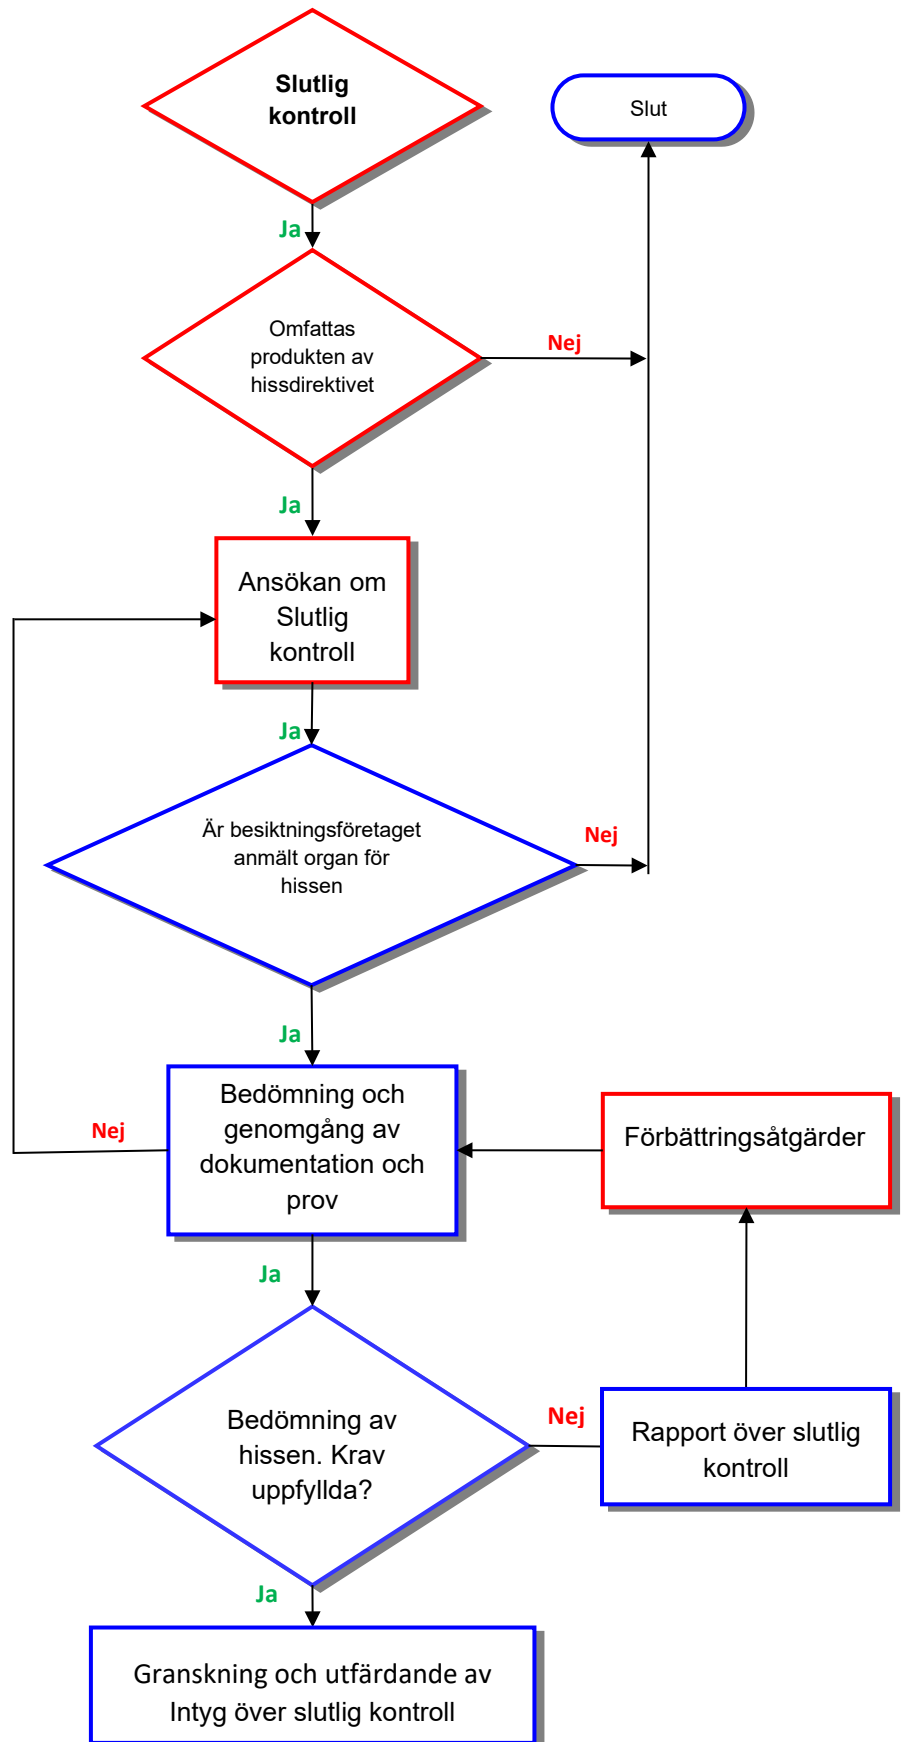 Slutlig
kontroll
Slut
Ja
Omfattas
produkten av
hissdirektivet
Nej
Ja
Ansökan om
Slutlig
kontroll
Ja
Är besiktningsföretaget
anmält organ för
hissen
Nej
Ja
Bedömning och
genomgång av
dokumentation och
prov
Nej
Förbättringsåtgärder
Ja
Bedömning av
hissen. Krav
uppfyllda?
Nej
Rapport över slutlig
kontroll
Ja
Granskning och utfärdande av
Intyg över slutlig kontroll